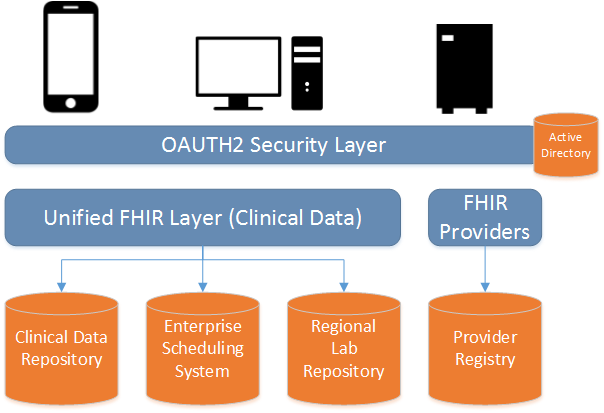 OAUTH2 Security Layer
Active
Directory
Unified FHIR Layer (Clinical Data)
FHIR
Providers
Clinical Data
Repository
Enterprise
Scheduling
System
Regional
Lab
Repository
Provider
Registry